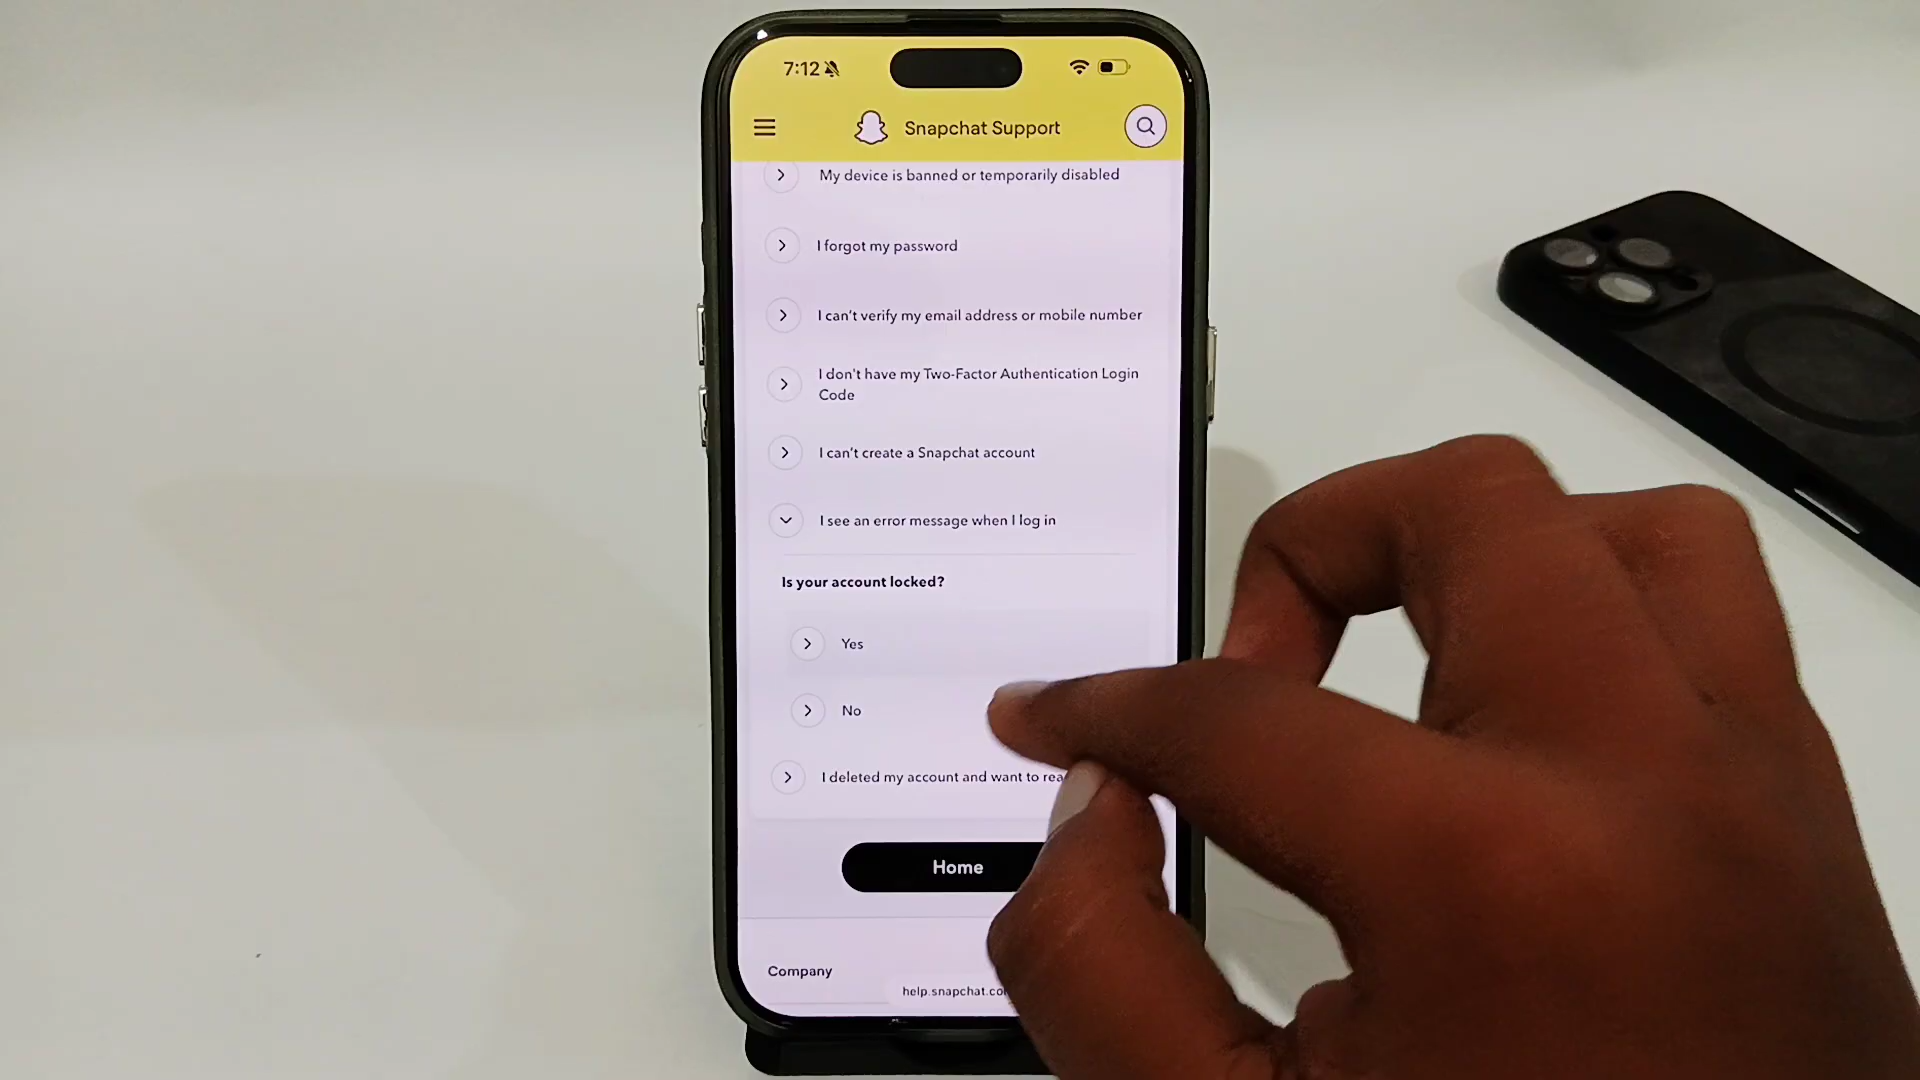 7:12
Snapchat Support
My device is banned or temporarily disabled
I forgot my password
I can't verify my email address or mobile number
I don't have my Two-Factor Authentication Login
Code
I can't create a Snapchat account
I see an error message when I log in
Is your account locked?
Yes
No
I deleted my account and want to
Home
Company
help.snapchat